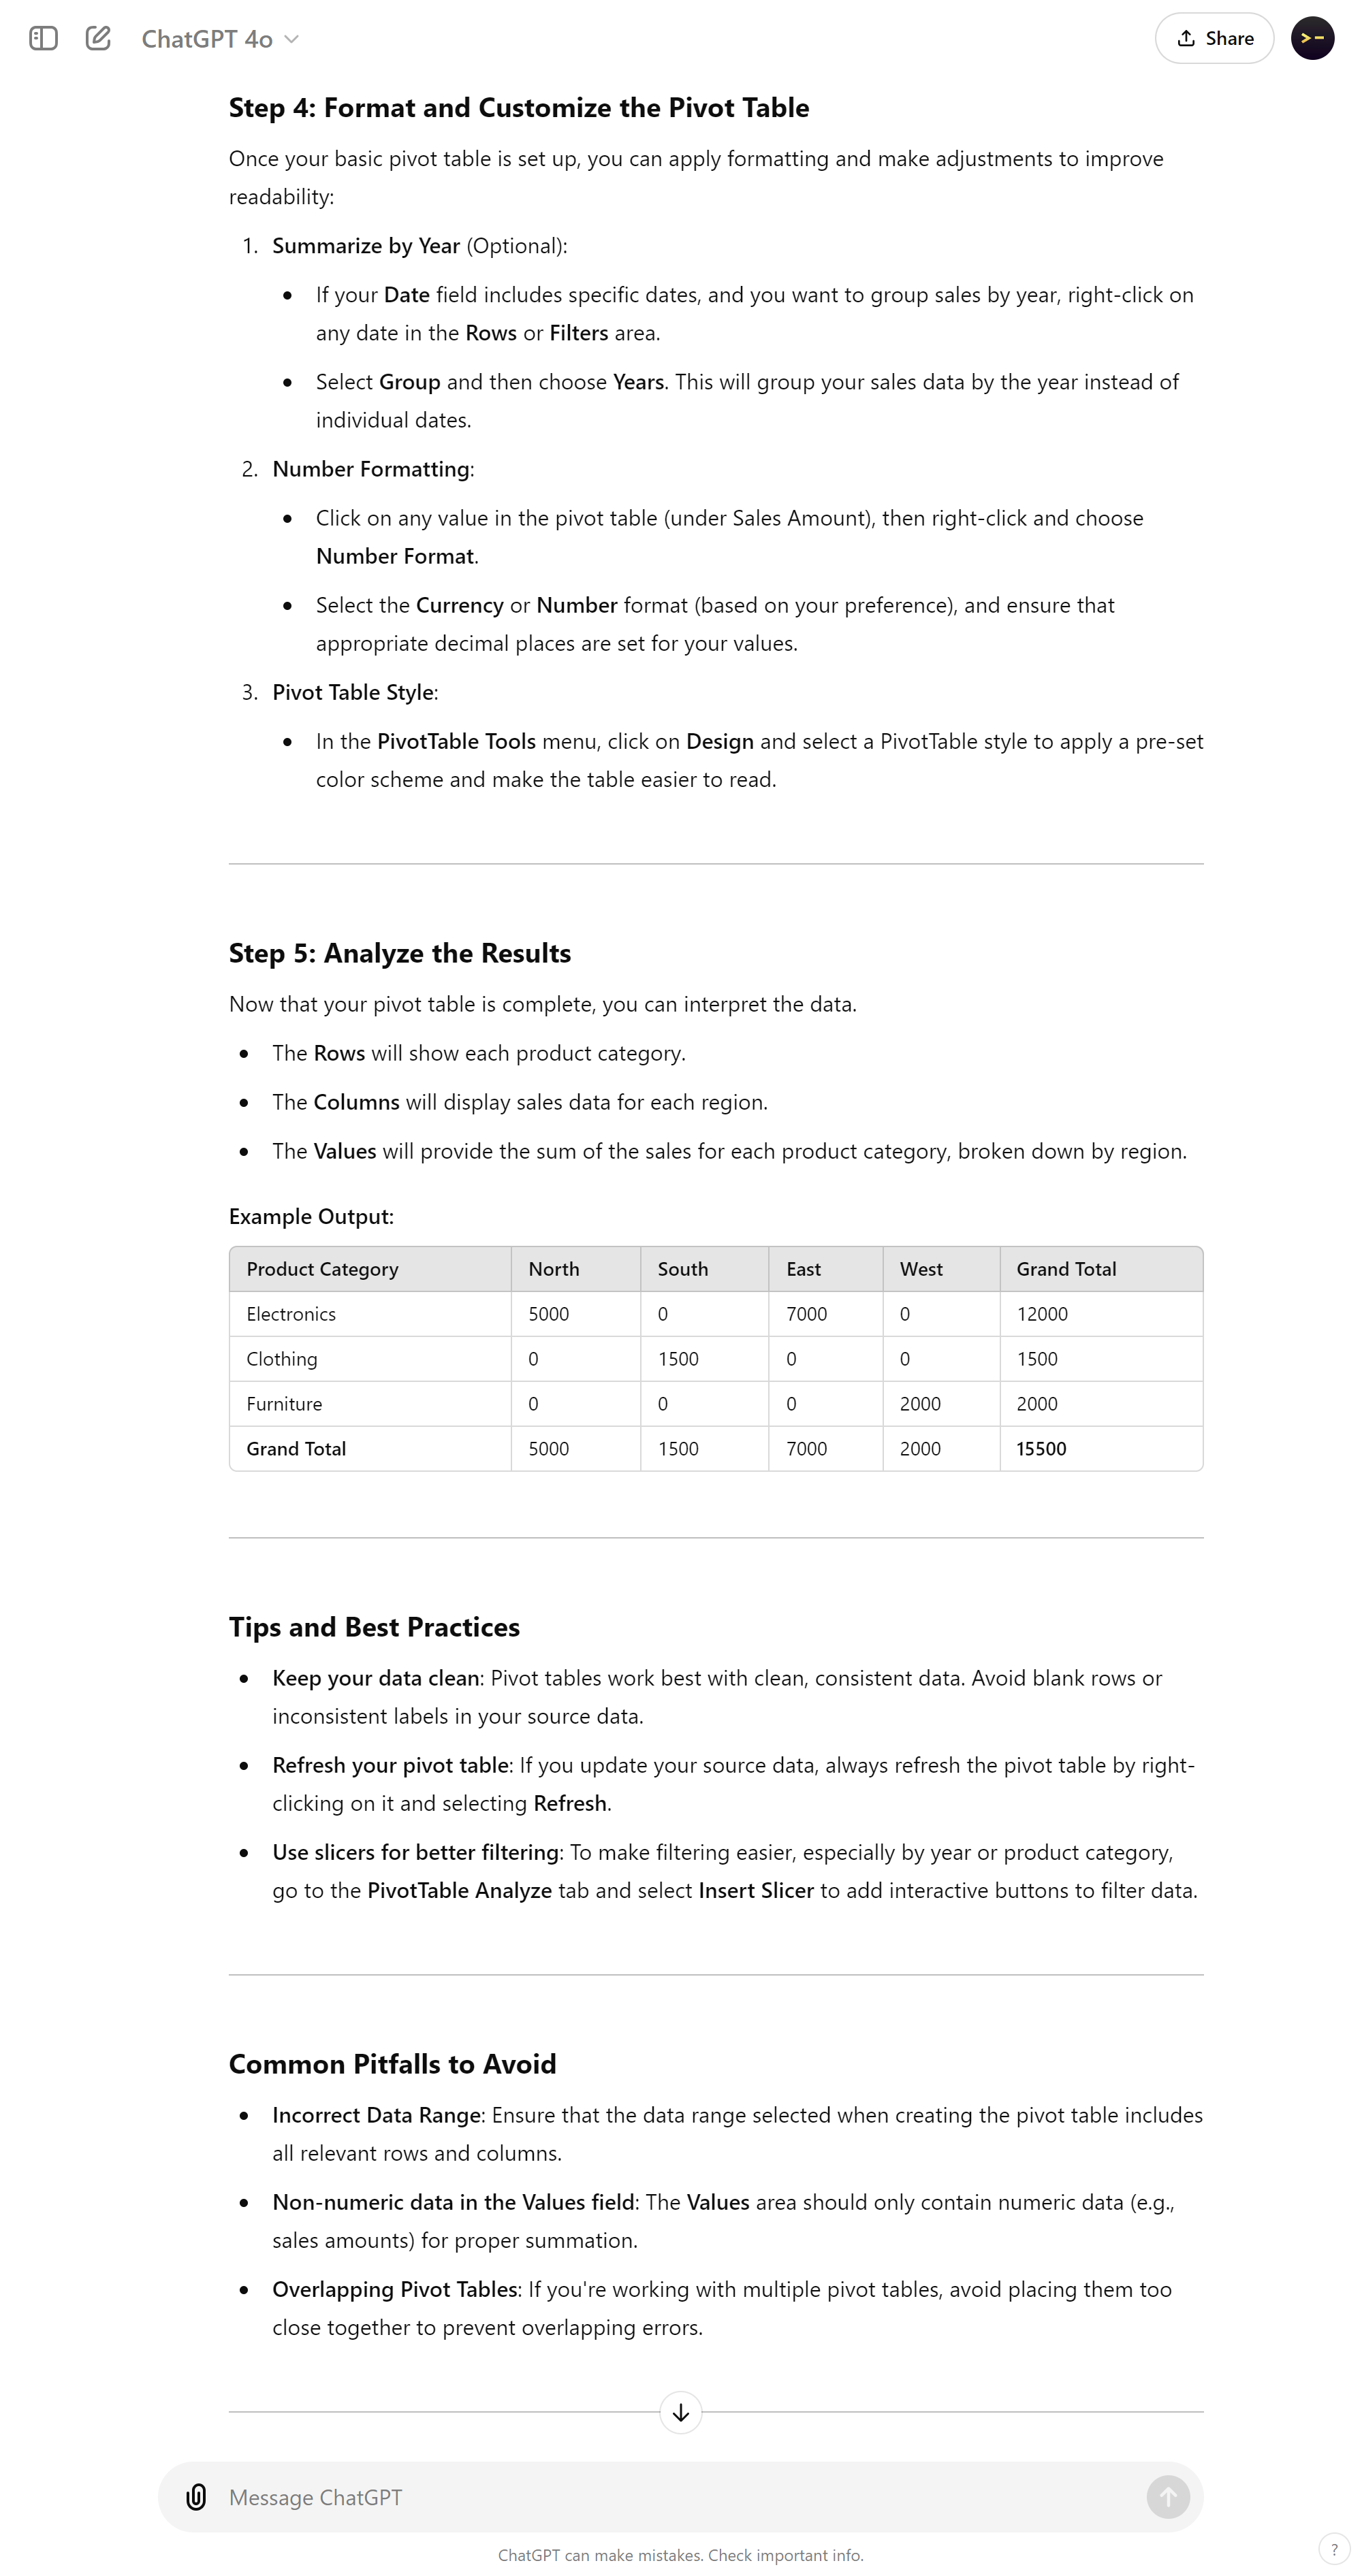 ChatGPT 4o
Share
Step 4: Format and Customize the Pivot Table
Once your basic pivot table is set up, you can apply formatting and make adjustments to improve
readability:
1. Summarize by Year (Optional):
• If your Date field includes specific dates, and you want to group sales by year, right-click on
any date in the Rows or Filters area.
• Select Group and then choose Years. This will group your sales data by the year instead of
individual dates.
2. Number Formatting:
• Click on any value in the pivot table (under Sales Amount), then right-click and choose
Number Format.
• Select the Currency or Number format (based on your preference), and ensure that
appropriate decimal places are set for your values.
3. Pivot Table Style:
• In the PivotTable Tools menu, click on Design and select a PivotTable style to apply a pre-set
color scheme and make the table easier to read.
Step 5: Analyze the Results
Now that your pivot table is complete, you can interpret the data.
• The Rows will show each product category.
• The Columns will display sales data for each region.
• The Values will provide the sum of the sales for each product category, broken down by region.
Example Output:
Product Category North South East West Grand Total
Electronics 5000 0 7000 0 12000
Clothing 0 1500 0 0 1500
Furniture 0 0 0 2000 2000
Grand Total 5000 1500 7000 2000 15500
Tips and Best Practices
• Keep your data clean: Pivot tables work best with clean, consistent data. Avoid blank rows or
inconsistent labels in your source data.
• Refresh your pivot table: If you update your source data, always refresh the pivot table by right-
clicking on it and selecting Refresh.
• Use slicers for better filtering: To make filtering easier, especially by year or product category,
go to the PivotTable Analyze tab and select Insert Slicer to add interactive buttons to filter data.
Common Pitfalls to Avoid
• Incorrect Data Range: Ensure that the data range selected when creating the pivot table includes
all relevant rows and columns.
• Non-numeric data in the Values field: The Values area should only contain numeric data (e.g.,
sales amounts) for proper summation.
• Overlapping Pivot Tables: If you're working with multiple pivot tables, avoid placing them too
close together to prevent overlapping errors.
Message ChatGPT
ChatGPT can make mistakes. Check important info.
?